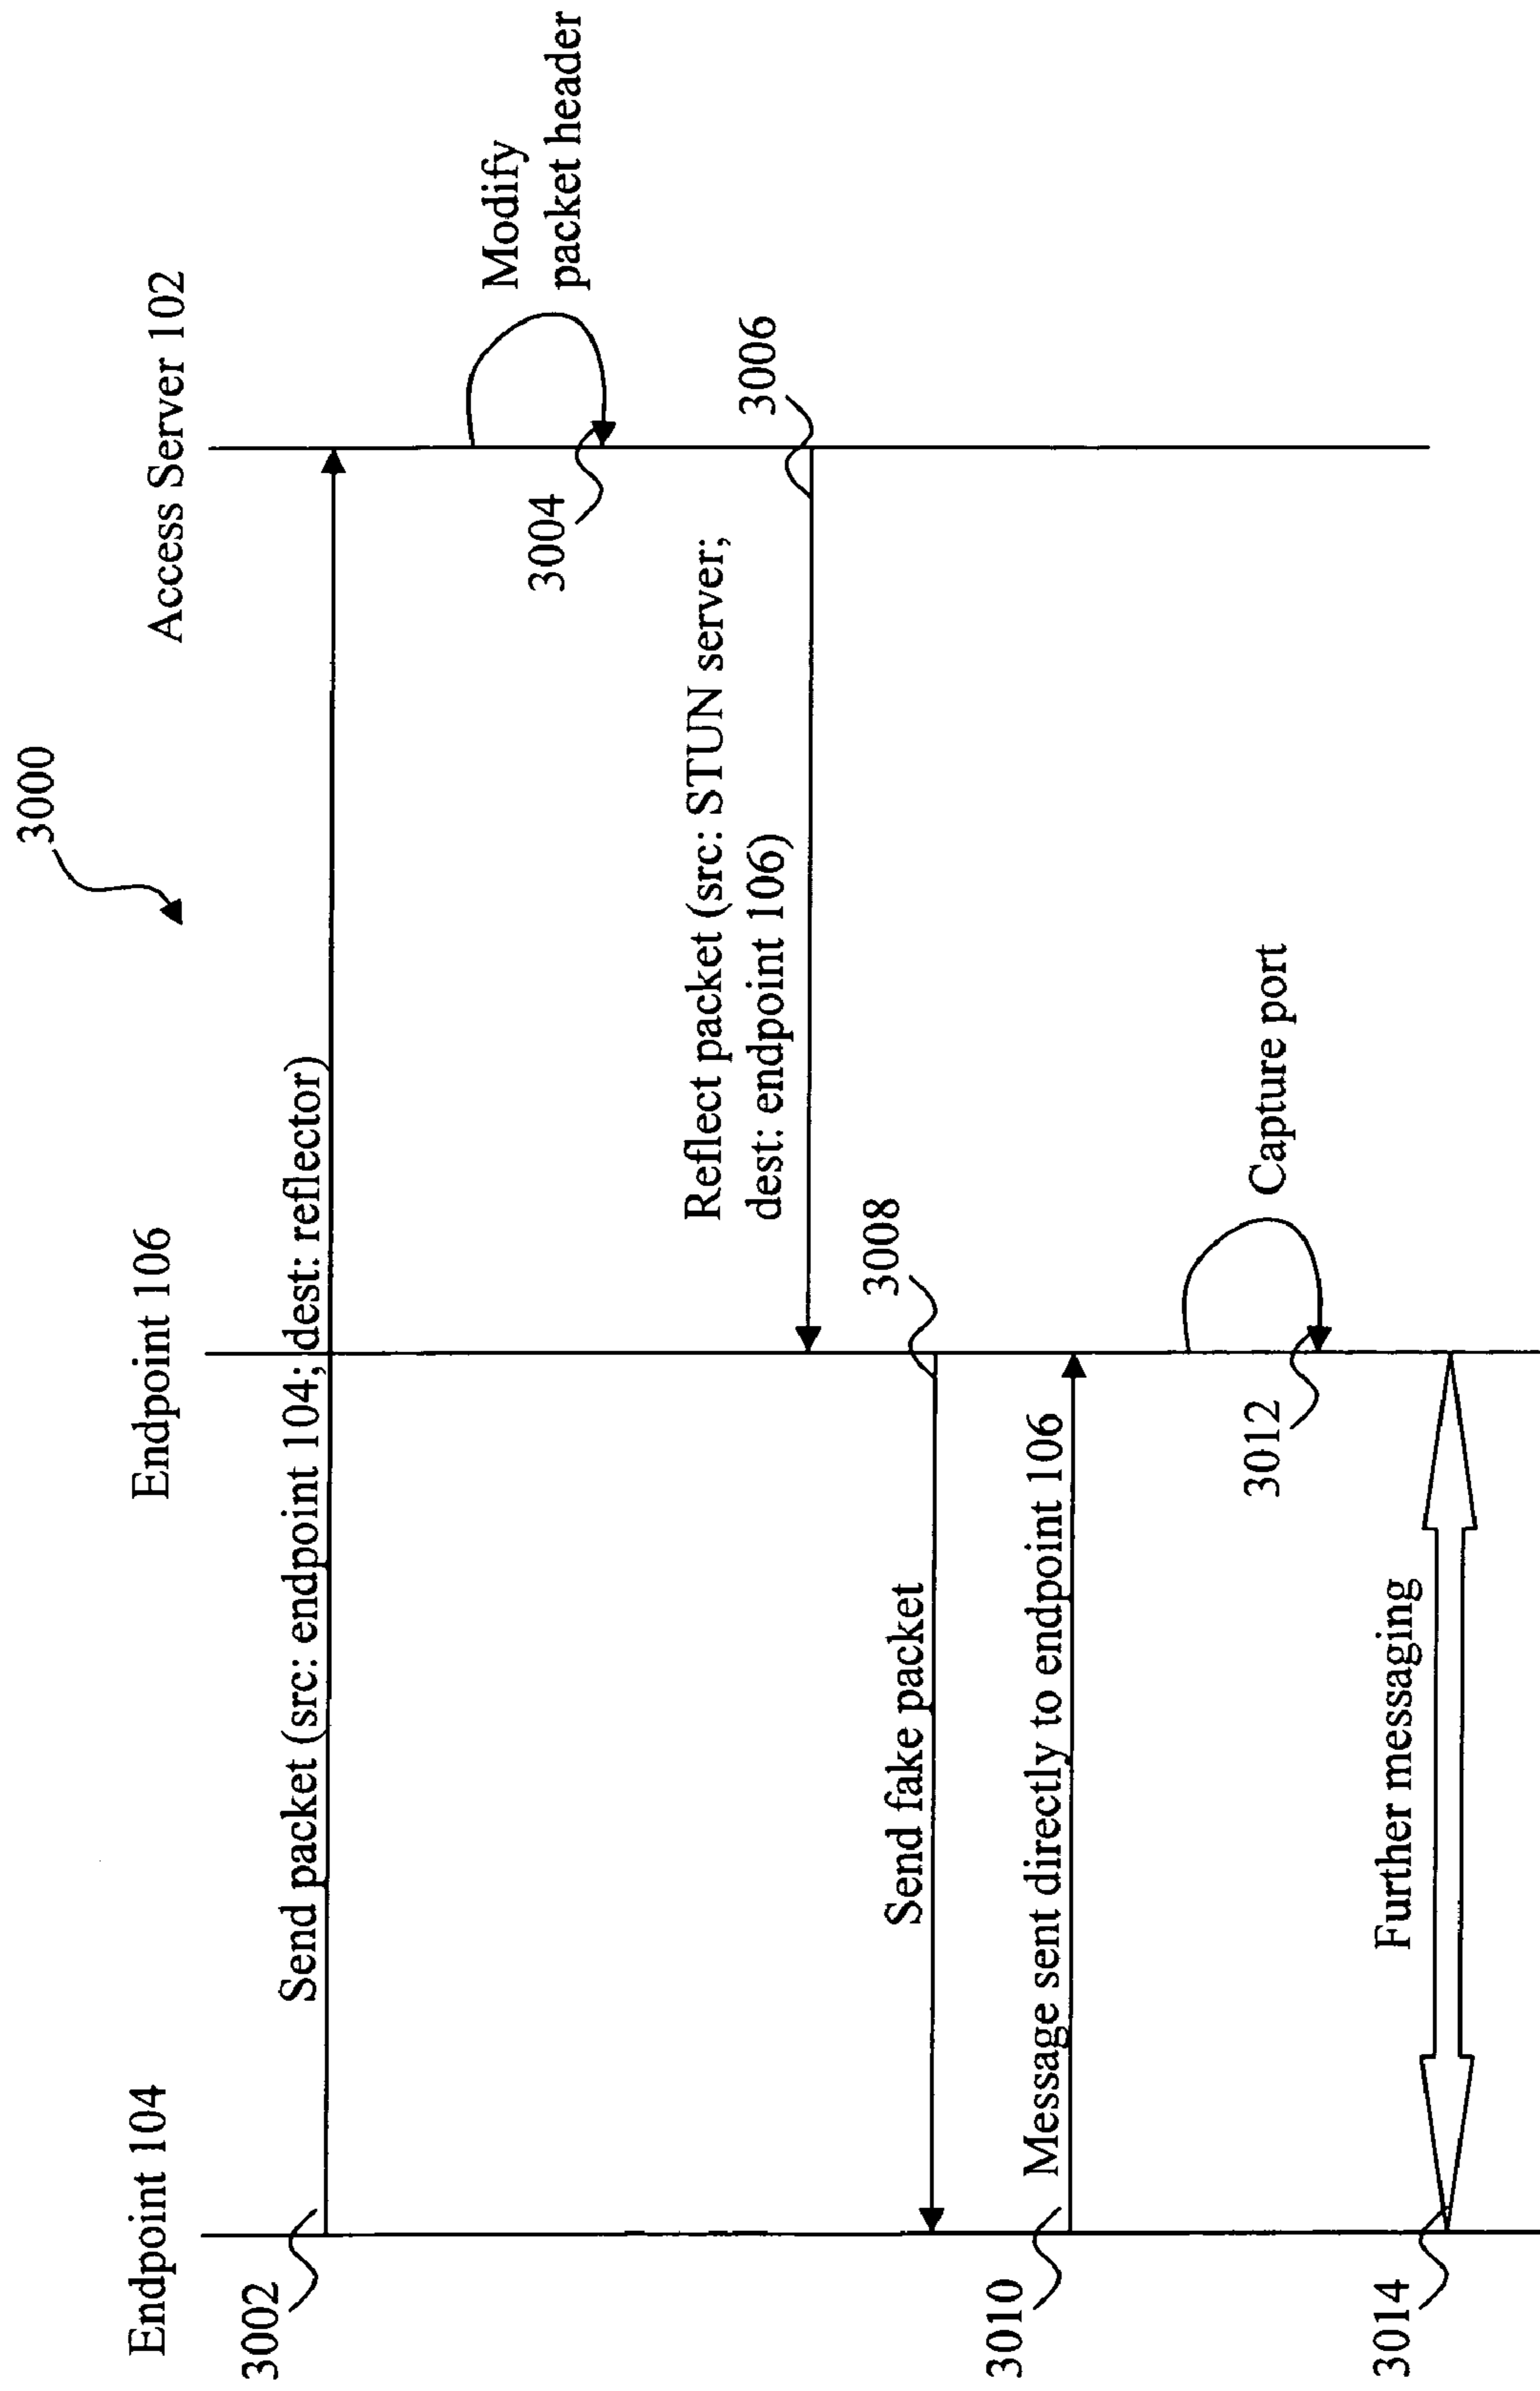 3000
Endpoint 104
Endpoint 106
Access Server 102
3002
Send packet (src: endpoint 104; dest: reflector)
Modify
packet header
3004
Reflect packet (src: STUN server;
dest: endpoint 106)
3006
3008
Send fake packet
3010
Message sent directly to endpoint 106
Capture port
3012
3014
Further messaging